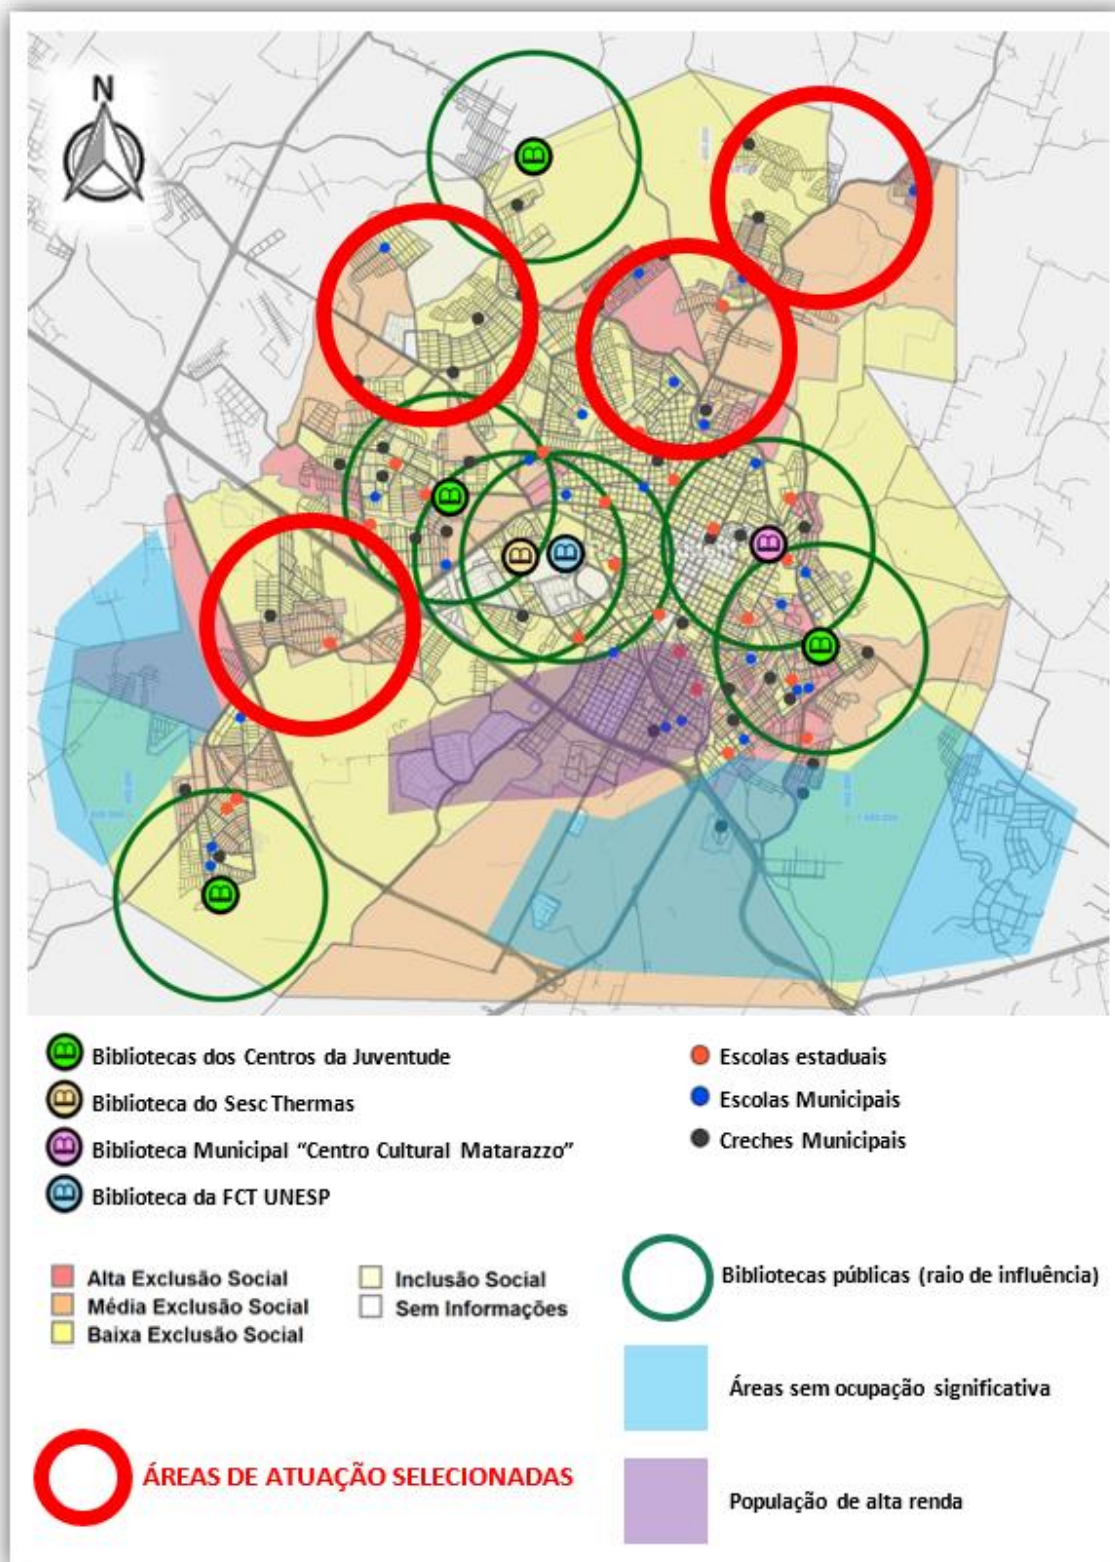 N
B
B
B
B
B
B
B
B Bibliotecas dos Centros da Juventude
B Biblioteca do Sesc Thermas
B Biblioteca Municipal “Centro Cultural Matarazzo”
B Biblioteca da FCT UNESP
Escolas estaduais
Escolas Municipais
Creches Municipais
Alta Exclusão Social
Média Exclusão Social
Baixa Exclusão Social
Inclusão Social
Sem Informações
Bibliotecas públicas (raio de influência)
Áreas sem ocupação significativa
População de alta renda
ÁREAS DE ATUAÇÃO SELECIONADAS